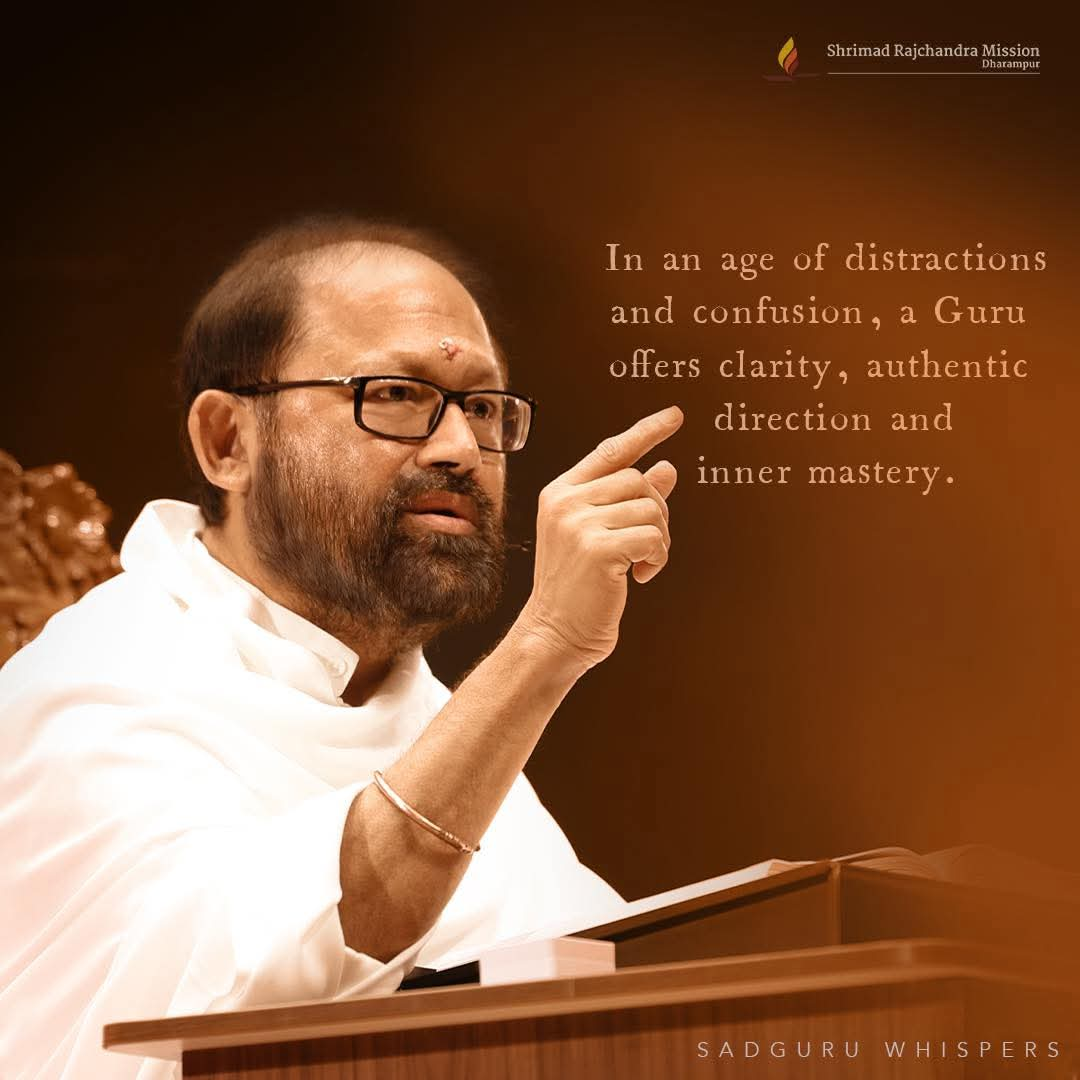 Shrimad Rajchandra Mission
Dharampur
In an age of distractions
and confusion, a Guru
offers clarity, authentic
direction and
inner mastery.
SADGURU WHISPERS